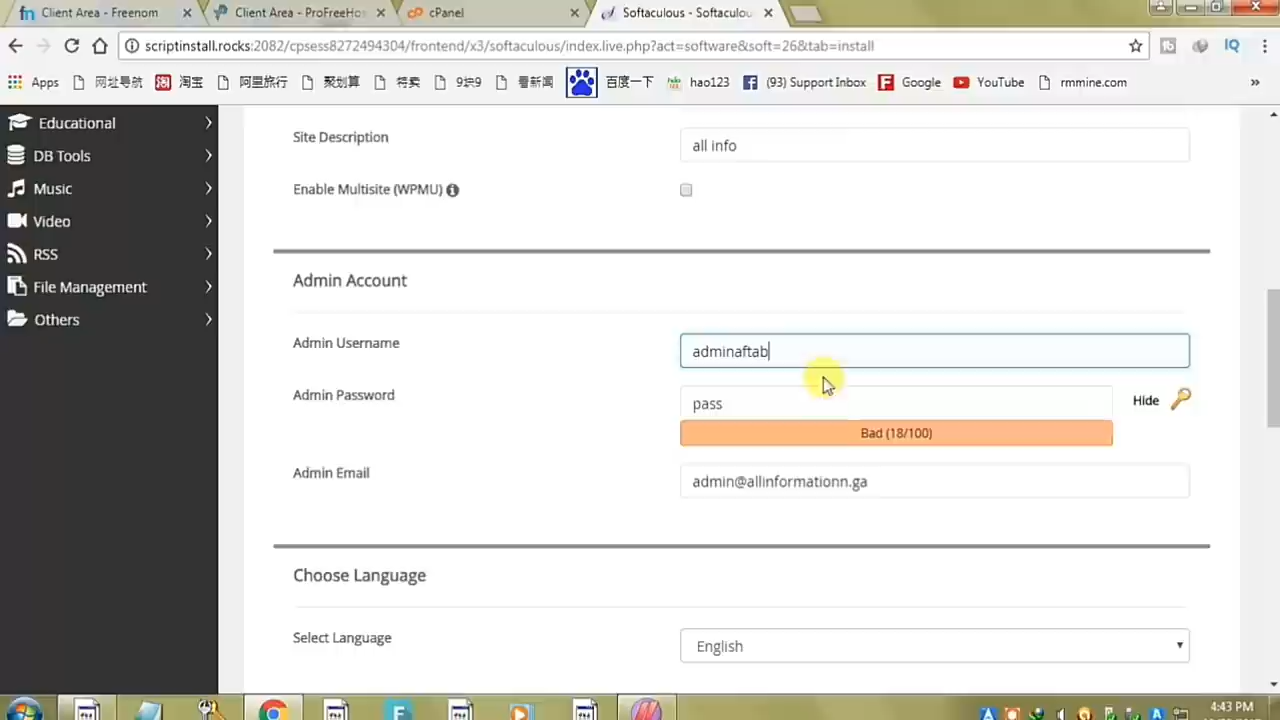 Client Area - Freenom
Client Area - ProFreeHos
cPanel
Softaculous - Softaculou
scriptinstall.rocks:2082/cpsess8272494304/frontend/x3/softaculous/index.live.php?act=software&soft=26&tab=install
Apps
网址导航
淘宝
阿里旅行
聚划算
特卖
9块9
看新闻
百度一下
hao123
(93) Support Inbox
Google
YouTube
rmmine.com
»
Educational
DB Tools
Music
Video
RSS
File Management
Others
Site Description
all info
Enable Multisite (WPMU)
Admin Account
Admin Username
adminaftab
Admin Password
pass
Hide
Bad (18/100)
Admin Email
admin@allinformationn.ga
Choose Language
Select Language
English
4:43 PM